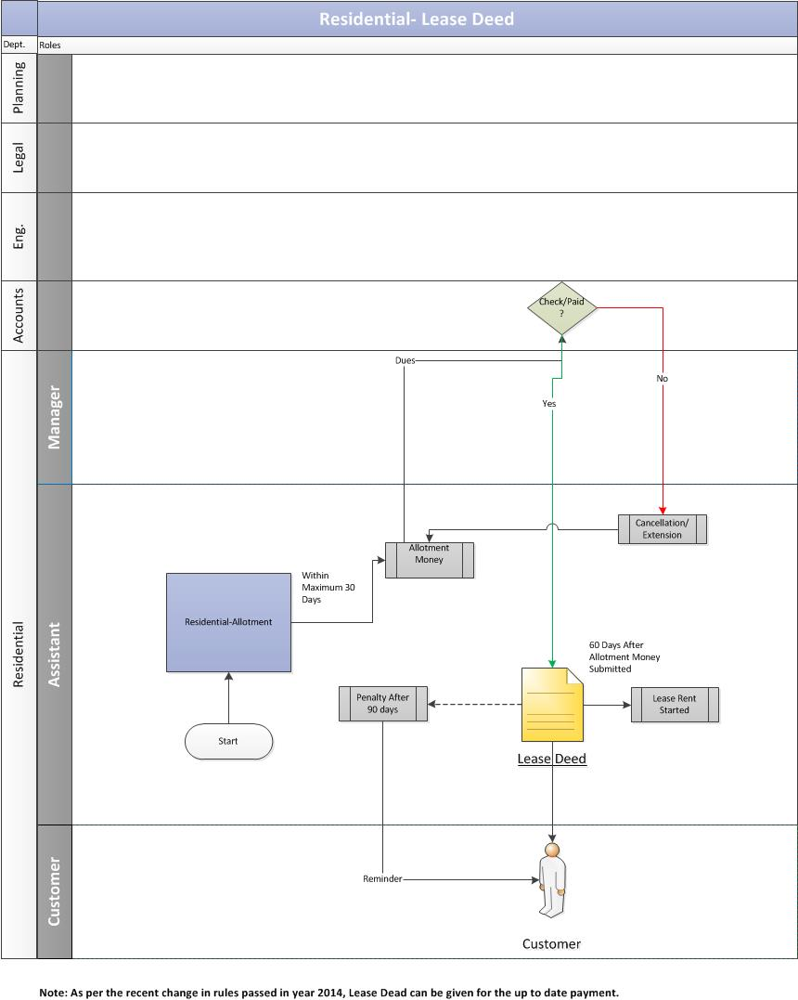 Residential- Lease Deed
Dept.
Roles
Planning
Legal
Eng.
Accounts
Check/Paid
?
Dues
No
Manager
Yes
Cancellation/
Extension
Allotment
Money
Within
Maximum 30
Days
Residential-Allotment
Residential
Assistant
60 Days After
Allotment Money
Submitted
Penalty After
90 days
Lease Rent
Started
Start
Lease Deed
Customer
Reminder
Customer
Note: As per the recent change in rules passed in year 2014, Lease Dead can be given for the up to date payment.